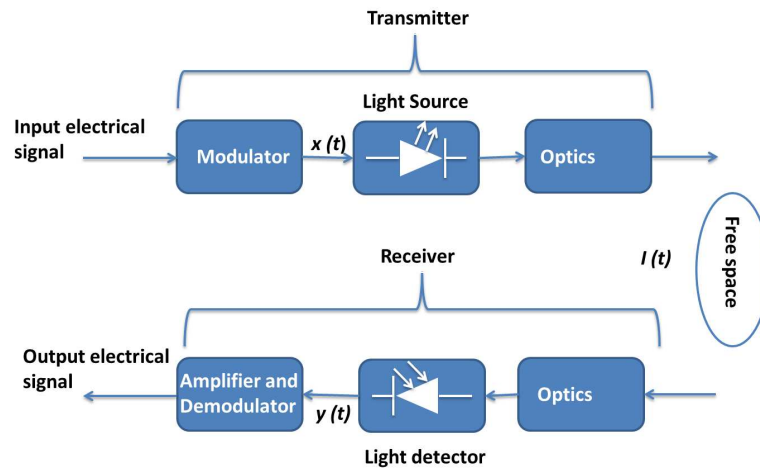 Transmitter
Light Source
Input electrical
signal
Modulator
x (t)
Optics
Free space
I (t)
Receiver
Output electrical
signal
Amplifier and
Demodulator
y (t)
Optics
Light detector